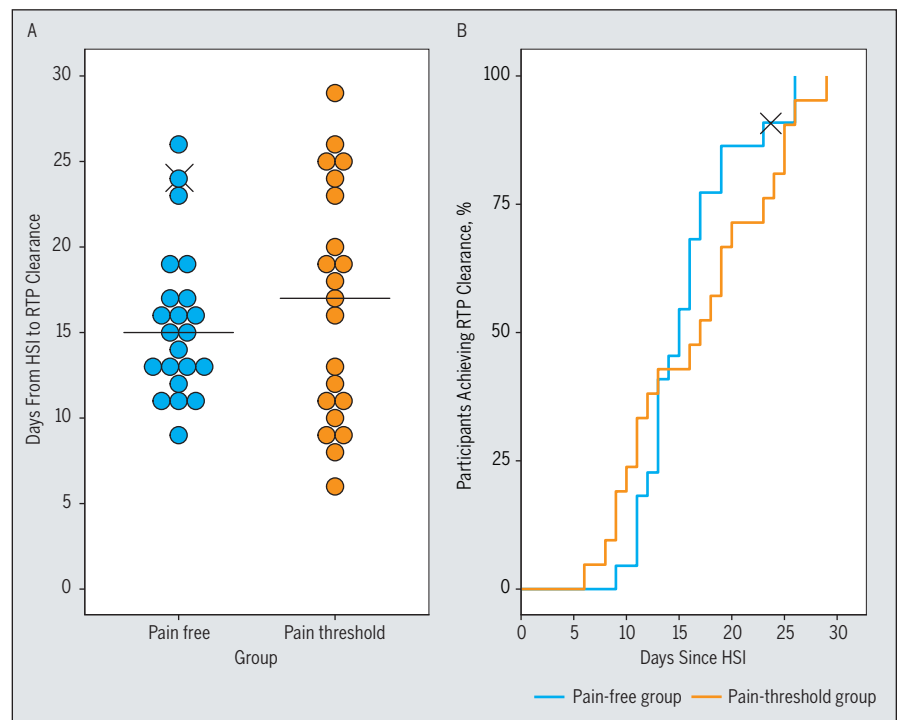 A
Days From HSI to RTP Clearance
30
25
20
15
10
5
0
Pain free
Pain threshold
Group
B
Participants Achieving RTP Clearance, %
100
75
50
25
0
0 5 10 15 20 25 30
Days Since HSI
Pain-free group
Pain-threshold group